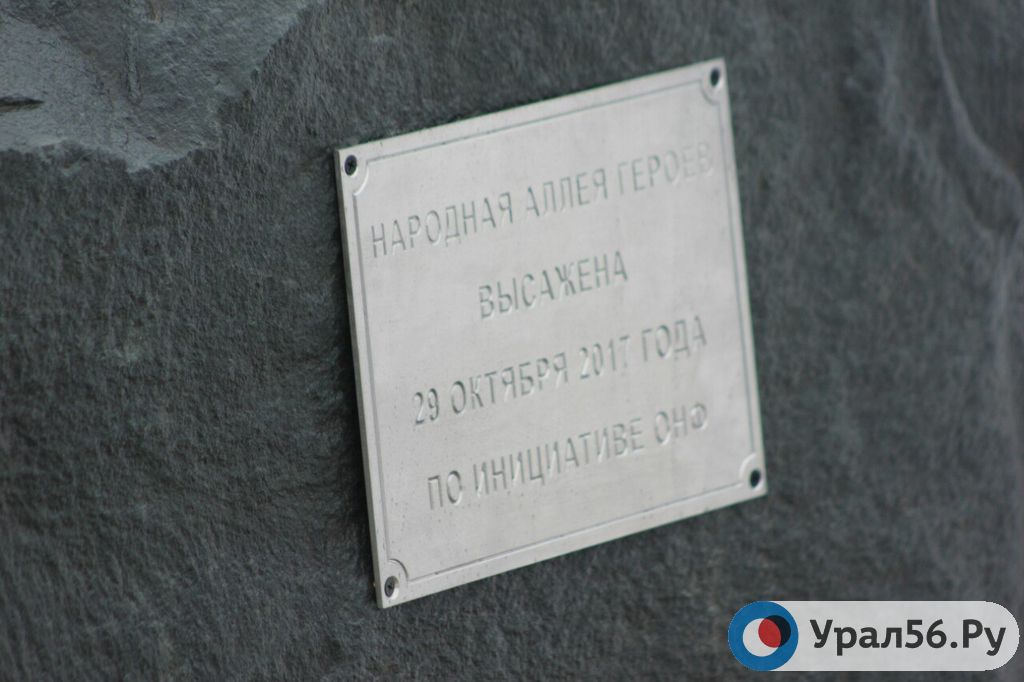 НАРОДНАЯ АЛЛЕЯ ГЕРОЕВ
ВЫСАЖЕНА
29 ОКТЯБРЯ 2017 ГОДА
ПО ИНИЦИАТИВЕ ОНФ
Урал56.Ру